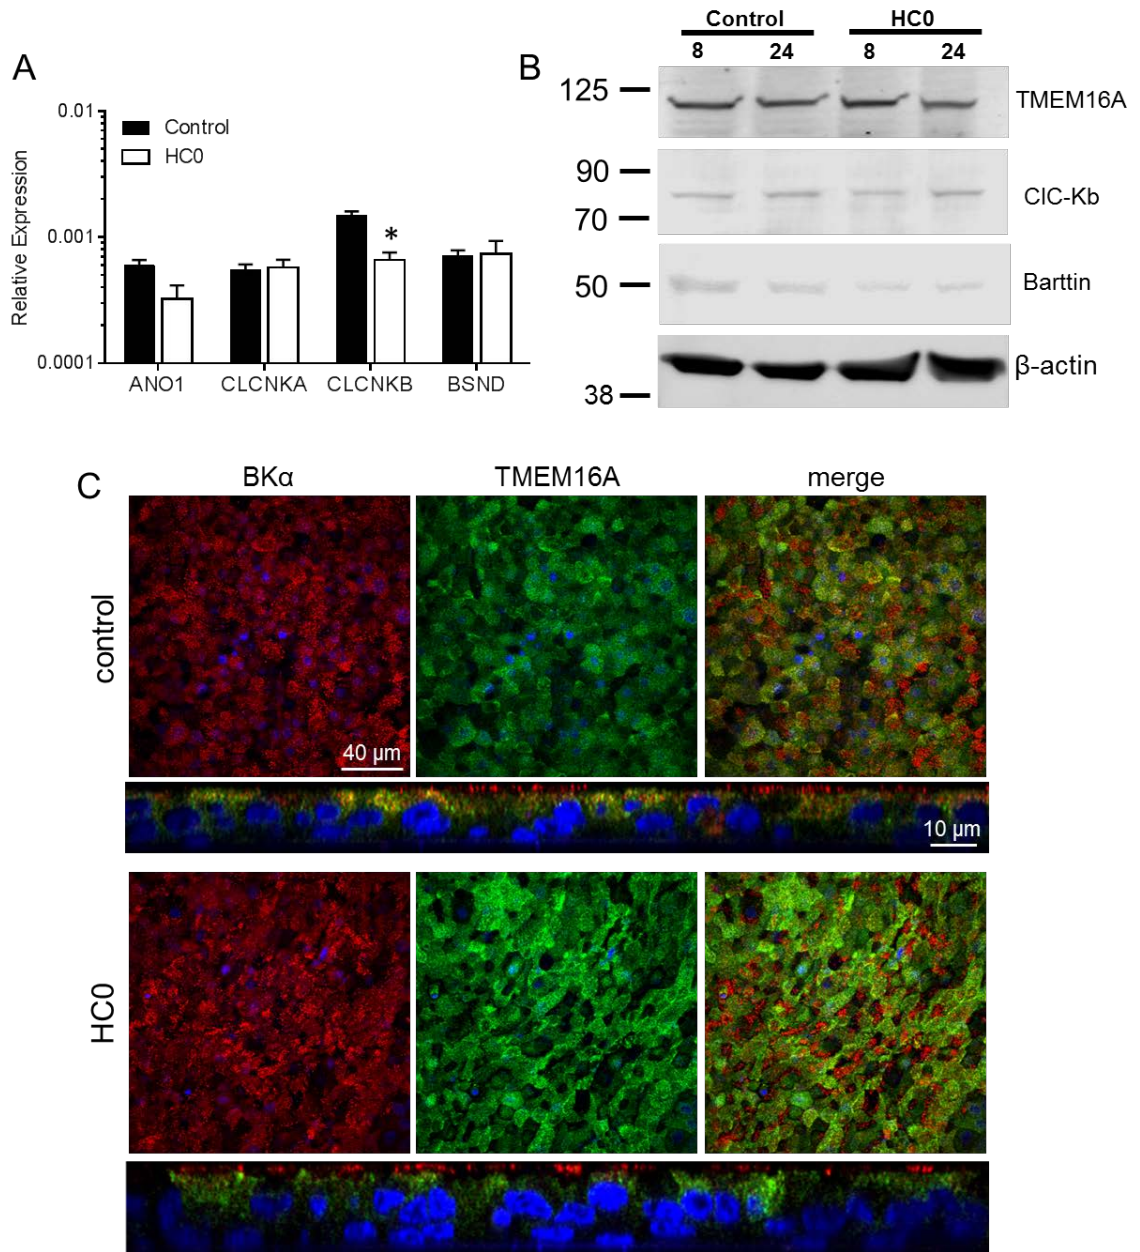 A
0.01
0.001
0.0001
Relative Expression
Control
HC0
*
ANO1 CLCNKA CLCNKB BSND
B
Control HC0
8 24 8 24
125
TMEM16A
90
70
ClC-Kb
50
Barttin
β-actin
38
C
BKα TMEM16A merge
control
40 µm
10 µm
HC0